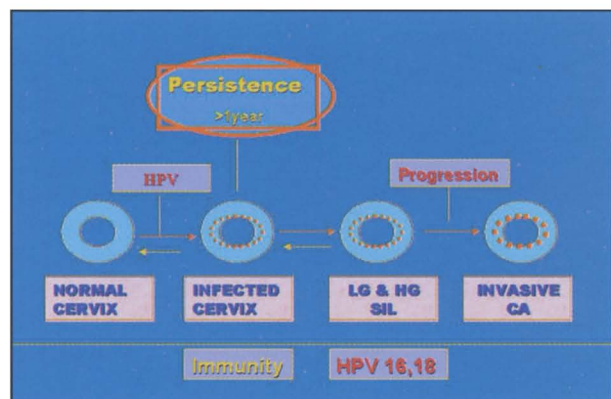 Persistence
>1year
HPV
Progression
NORMAL
CERVIX
INFECTED
CERVIX
LG & HG
SIL
INVASIVE
CA
Immunity
HPV 16,18